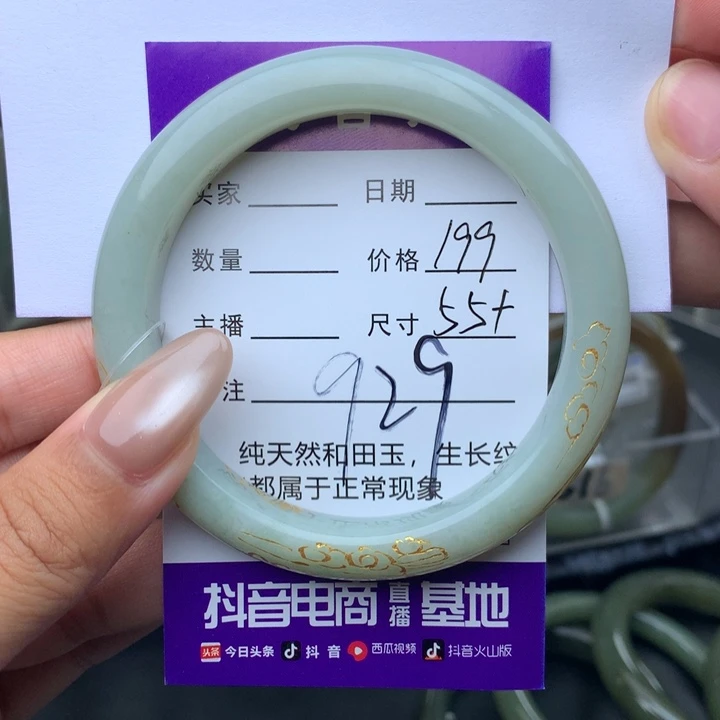 买家 日期
数量 价格 199
主播 尺寸 55+
注 929
纯天然和田玉，生长纹
都属于正常现象
抖音电商 直播 基地
头条 今日头条 抖音 西瓜视频 抖音火山版